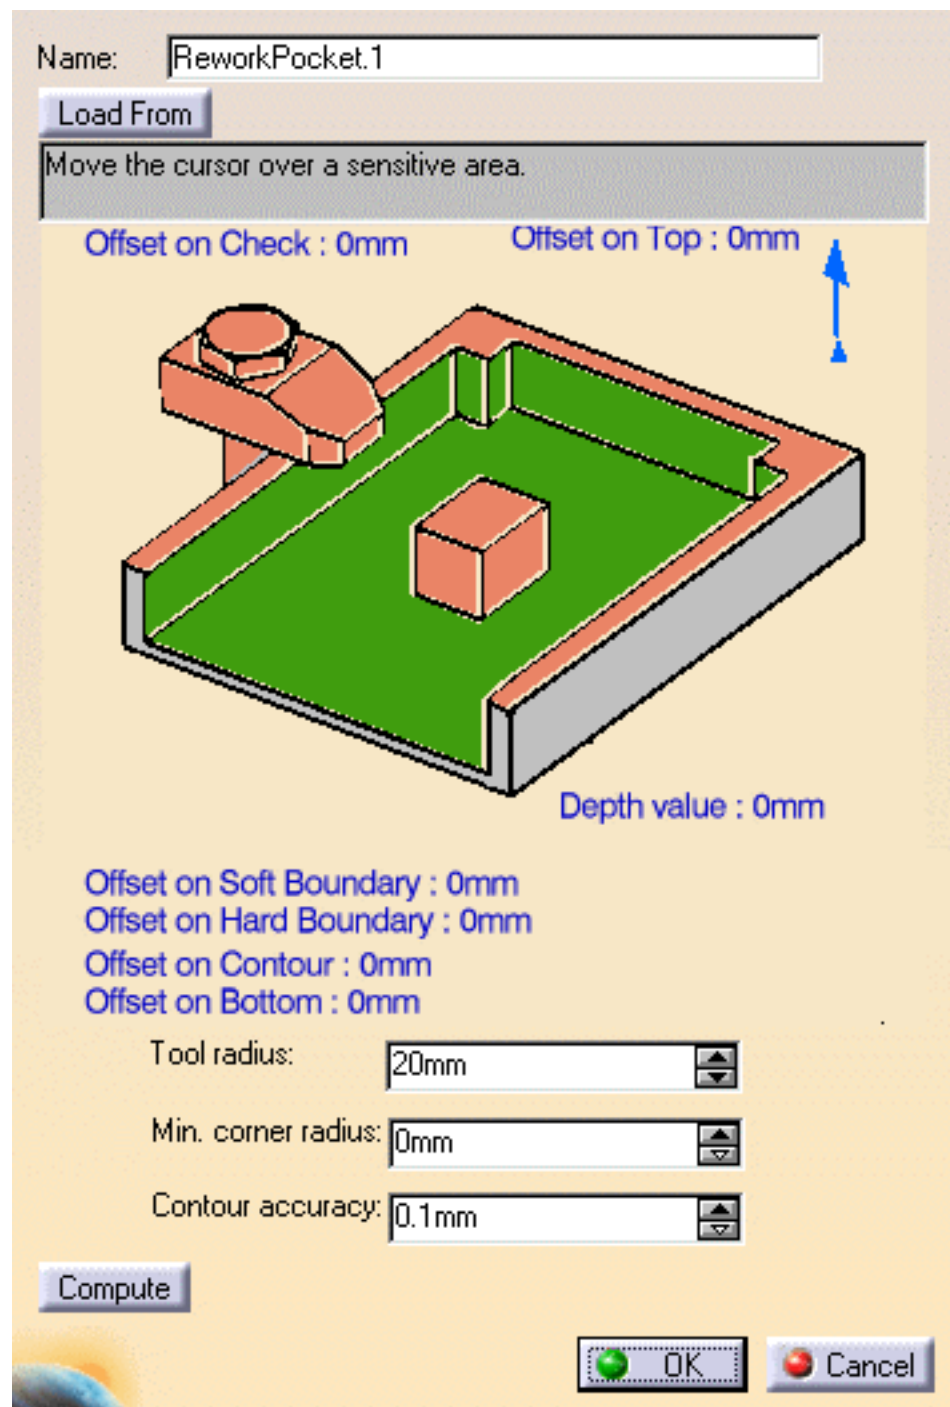 Name: ReworkPocket.1
Load From
Move the cursor over a sensitive area.
Offset on Check : 0mm Offset on Top : 0mm
Depth value : 0mm
Offset on Soft Boundary : 0mm
Offset on Hard Boundary : 0mm
Offset on Contour : 0mm
Offset on Bottom : 0mm
Tool radius: 20mm
Min. corner radius: 0mm
Contour accuracy: 0.1mm
Compute
OK Cancel